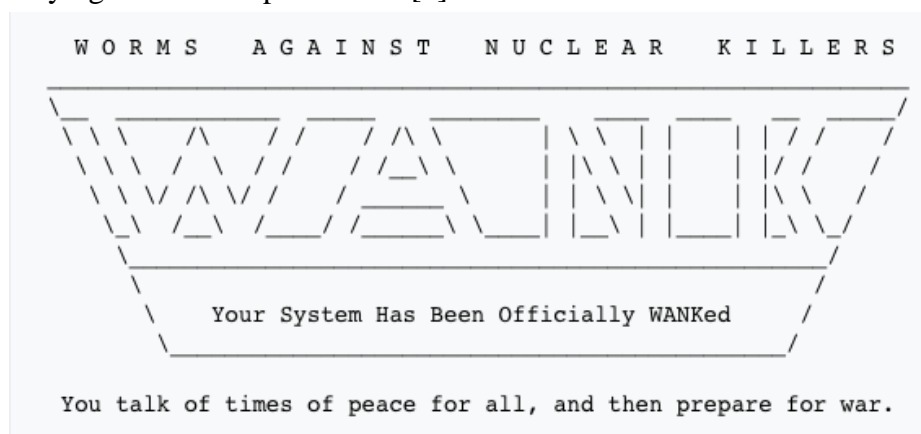 W O R M S   A G A I N S T   N U C L E A R   K I L L E R S
WANK
Your System Has Been Officially WANKed
You talk of times of peace for all, and then prepare for war.